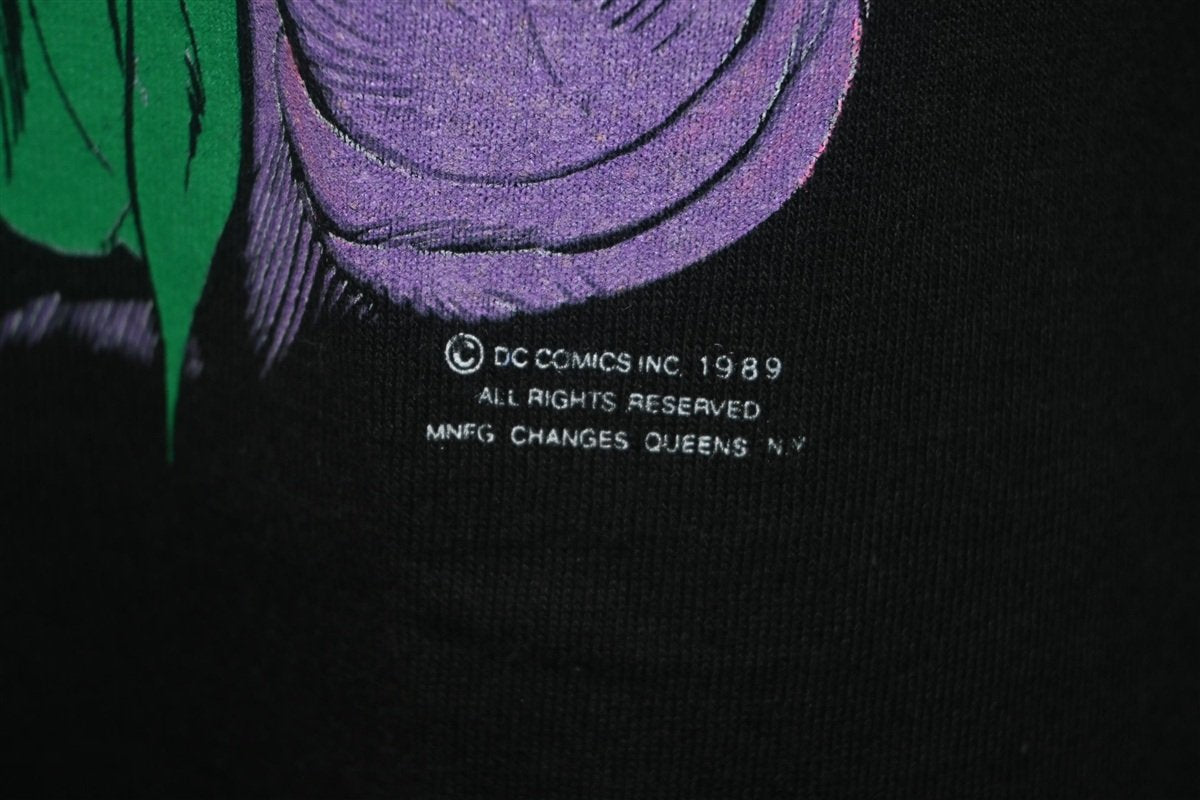 © DC COMICS INC. 1989
ALL RIGHTS RESERVED
MNFG CHANGES QUEENS N.Y